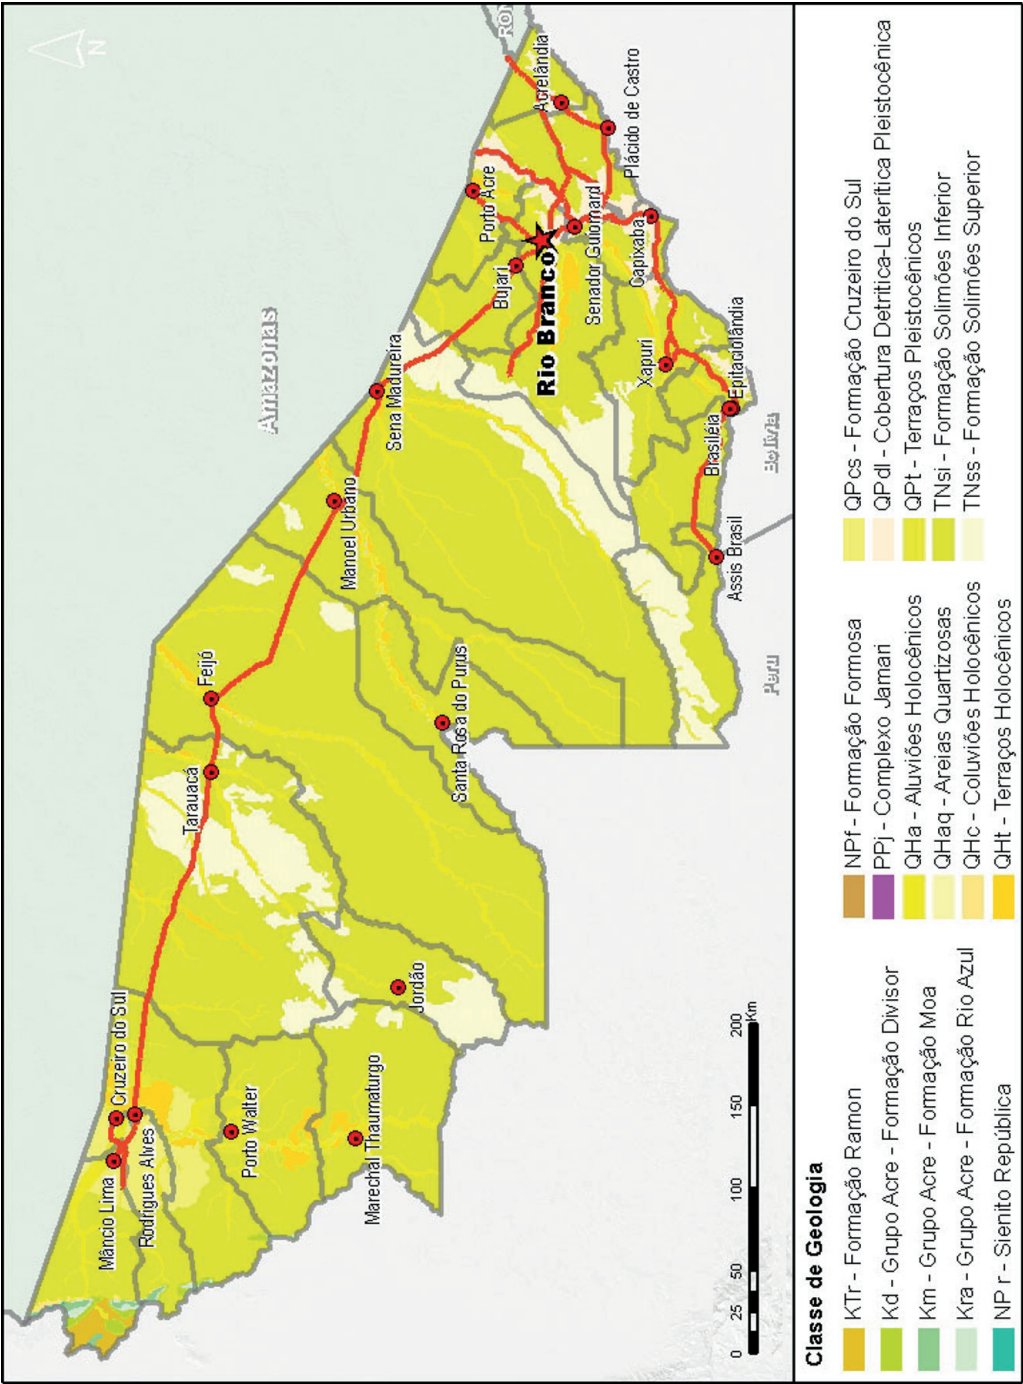 N
RON
Amazonas
Bolívia
Peru
Acrelândia
Plácido de Castro
Porto Acre
Senador Guiomard
Capixaba
Bujari
Rio Branco
Xapuri
Epitaciolândia
Brasiléia
Assis Brasil
Sena Madureira
Manoel Urbano
Santa Rosa do Purus
Feijó
Tarauacá
Jordão
Cruzeiro do Sul
Mâncio Lima
Rodrigues Alves
Porto Walter
Marechal Thaumaturgo
0 25 50 100 150 200
Km
Classe de Geologia
KTr - Formação Ramon
Kd - Grupo Acre - Formação Divisor
Km - Grupo Acre - Formação Moa
Kra - Grupo Acre - Formação Rio Azul
NP r - Sienito República
NPf - Formação Formosa
PPj - Complexo Jamari
QHa - Aluviões Holocênicos
QHaq - Areias Quartizosas
QHc - Coluviões Holocênicos
QHt - Terraços Holocênicos
QPcs - Formação Cruzeiro do Sul
QPdl - Cobertura Detrítica-Laterítica Pleistocênica
QPt - Terraços Pleistocênicos
TNsi - Formação Solimões Inferior
TNss - Formação Solimões Superior